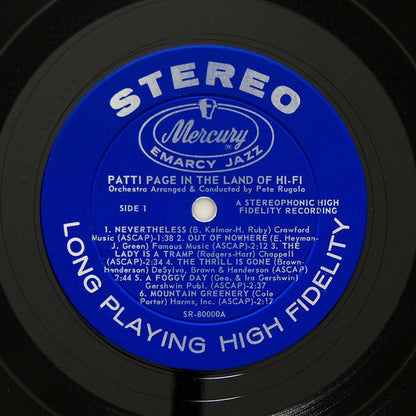 STEREO
Mercury
®
EMARCY JAZZ
PATTI PAGE IN THE LAND OF HI-FI
Orchestra Arranged & Conducted by Pete Rugolo
SIDE 1
A STEREOPHONIC HIGH
FIDELITY RECORDING
1. NEVERTHELESS (B. Kalmar-H. Ruby) Crawford
Music (ASCAP)-1:38 2. OUT OF NOWHERE (E. Heyman-
J. Green) Famous Music (ASCAP)-2:12 3. THE
LADY IS A TRAMP (Rodgers-Hart) Chappell
(ASCAP)-2:34 4. THE THRILL IS GONE (Brown-
Henderson) DeSylva, Brown & Henderson (ASCAP)
-2:44 5. A FOGGY DAY (Geo. & Ira Gershwin)
Gershwin Publ. (ASCAP)-2:37
6. MOUNTAIN GREENERY (Cole
Porter) Harms, Inc. (ASCAP)-2:17
SR-80000A
LONG PLAYING HIGH FIDELITY